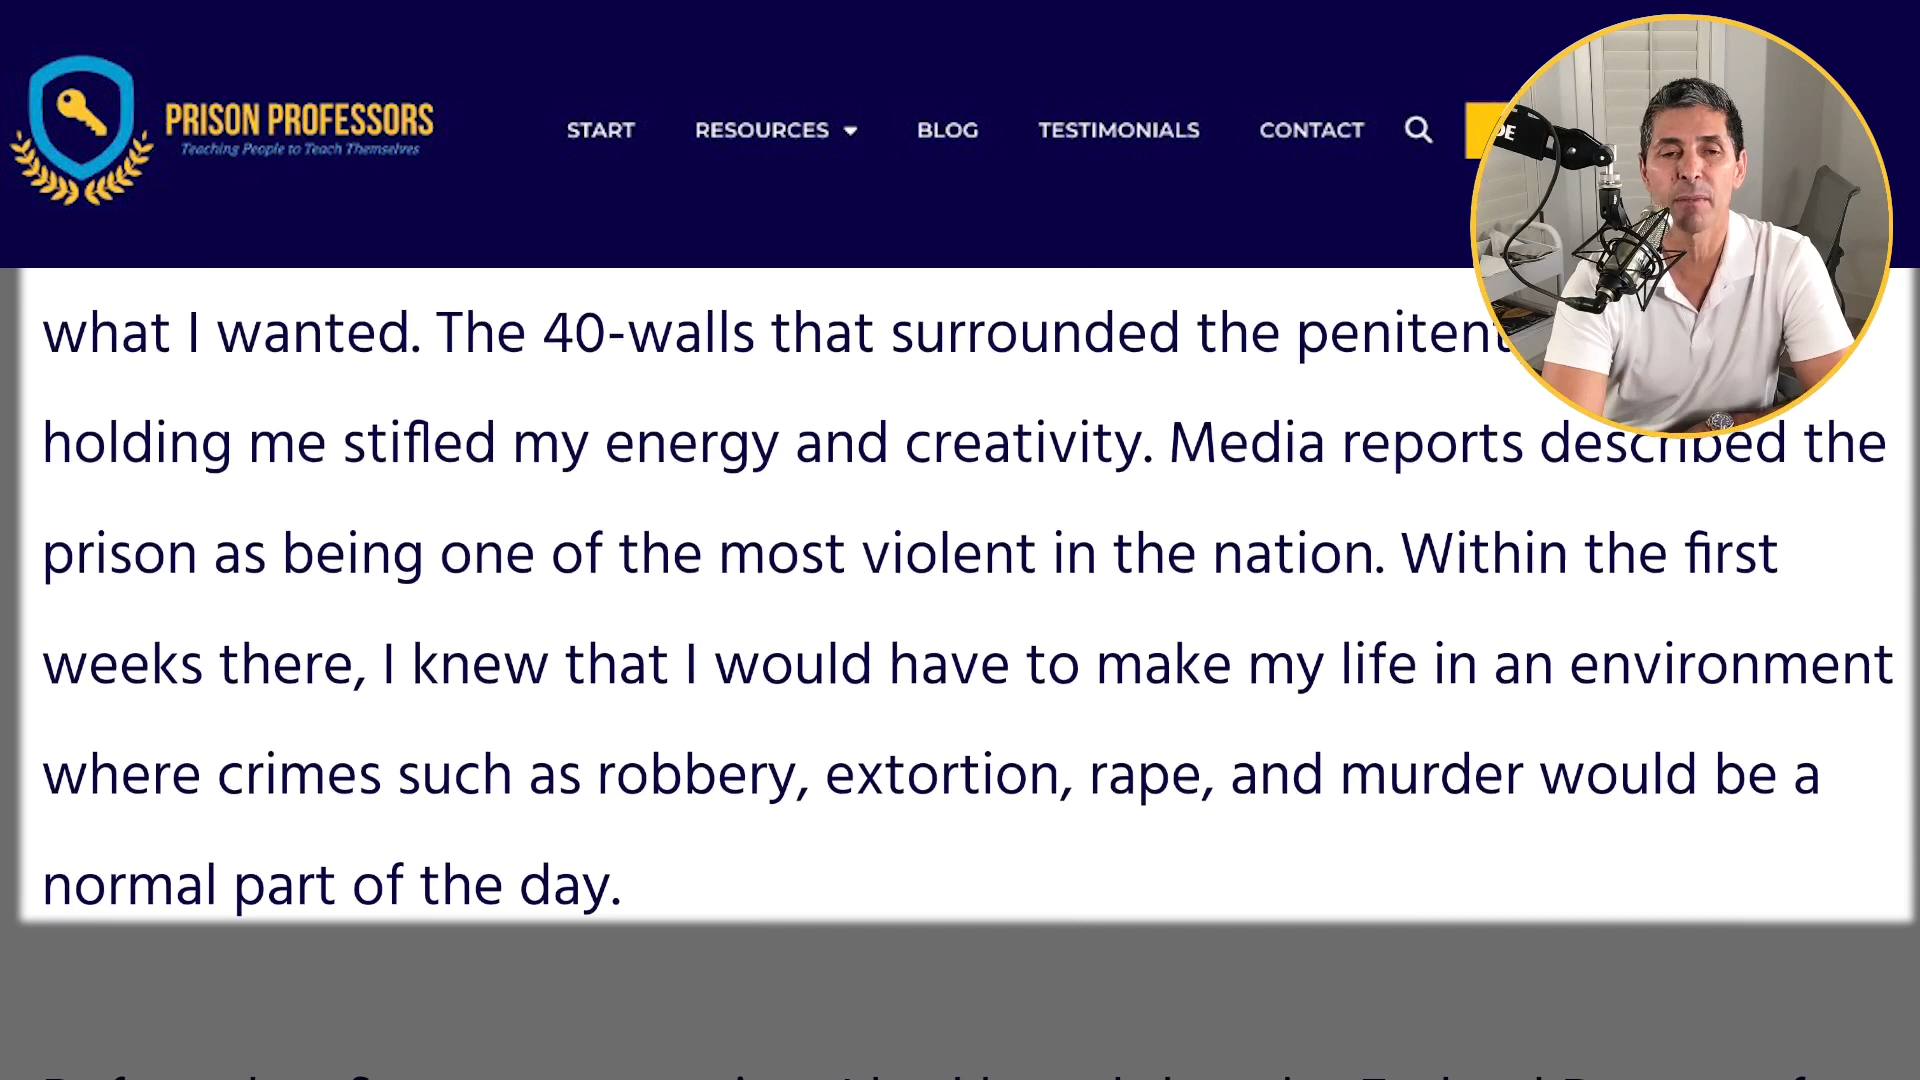 PRISON PROFESSORS
Teaching People to Teach Themselves
START RESOURCES BLOG TESTIMONIALS CONTACT
what I wanted. The 40-walls that surrounded the
holding me stifled my energy and creativity. Media reports described the
prison as being one of the most violent in the nation. Within the first
weeks there, I knew that I would have to make my life in an environment
where crimes such as robbery, extortion, rape, and murder would be a
normal part of the day.